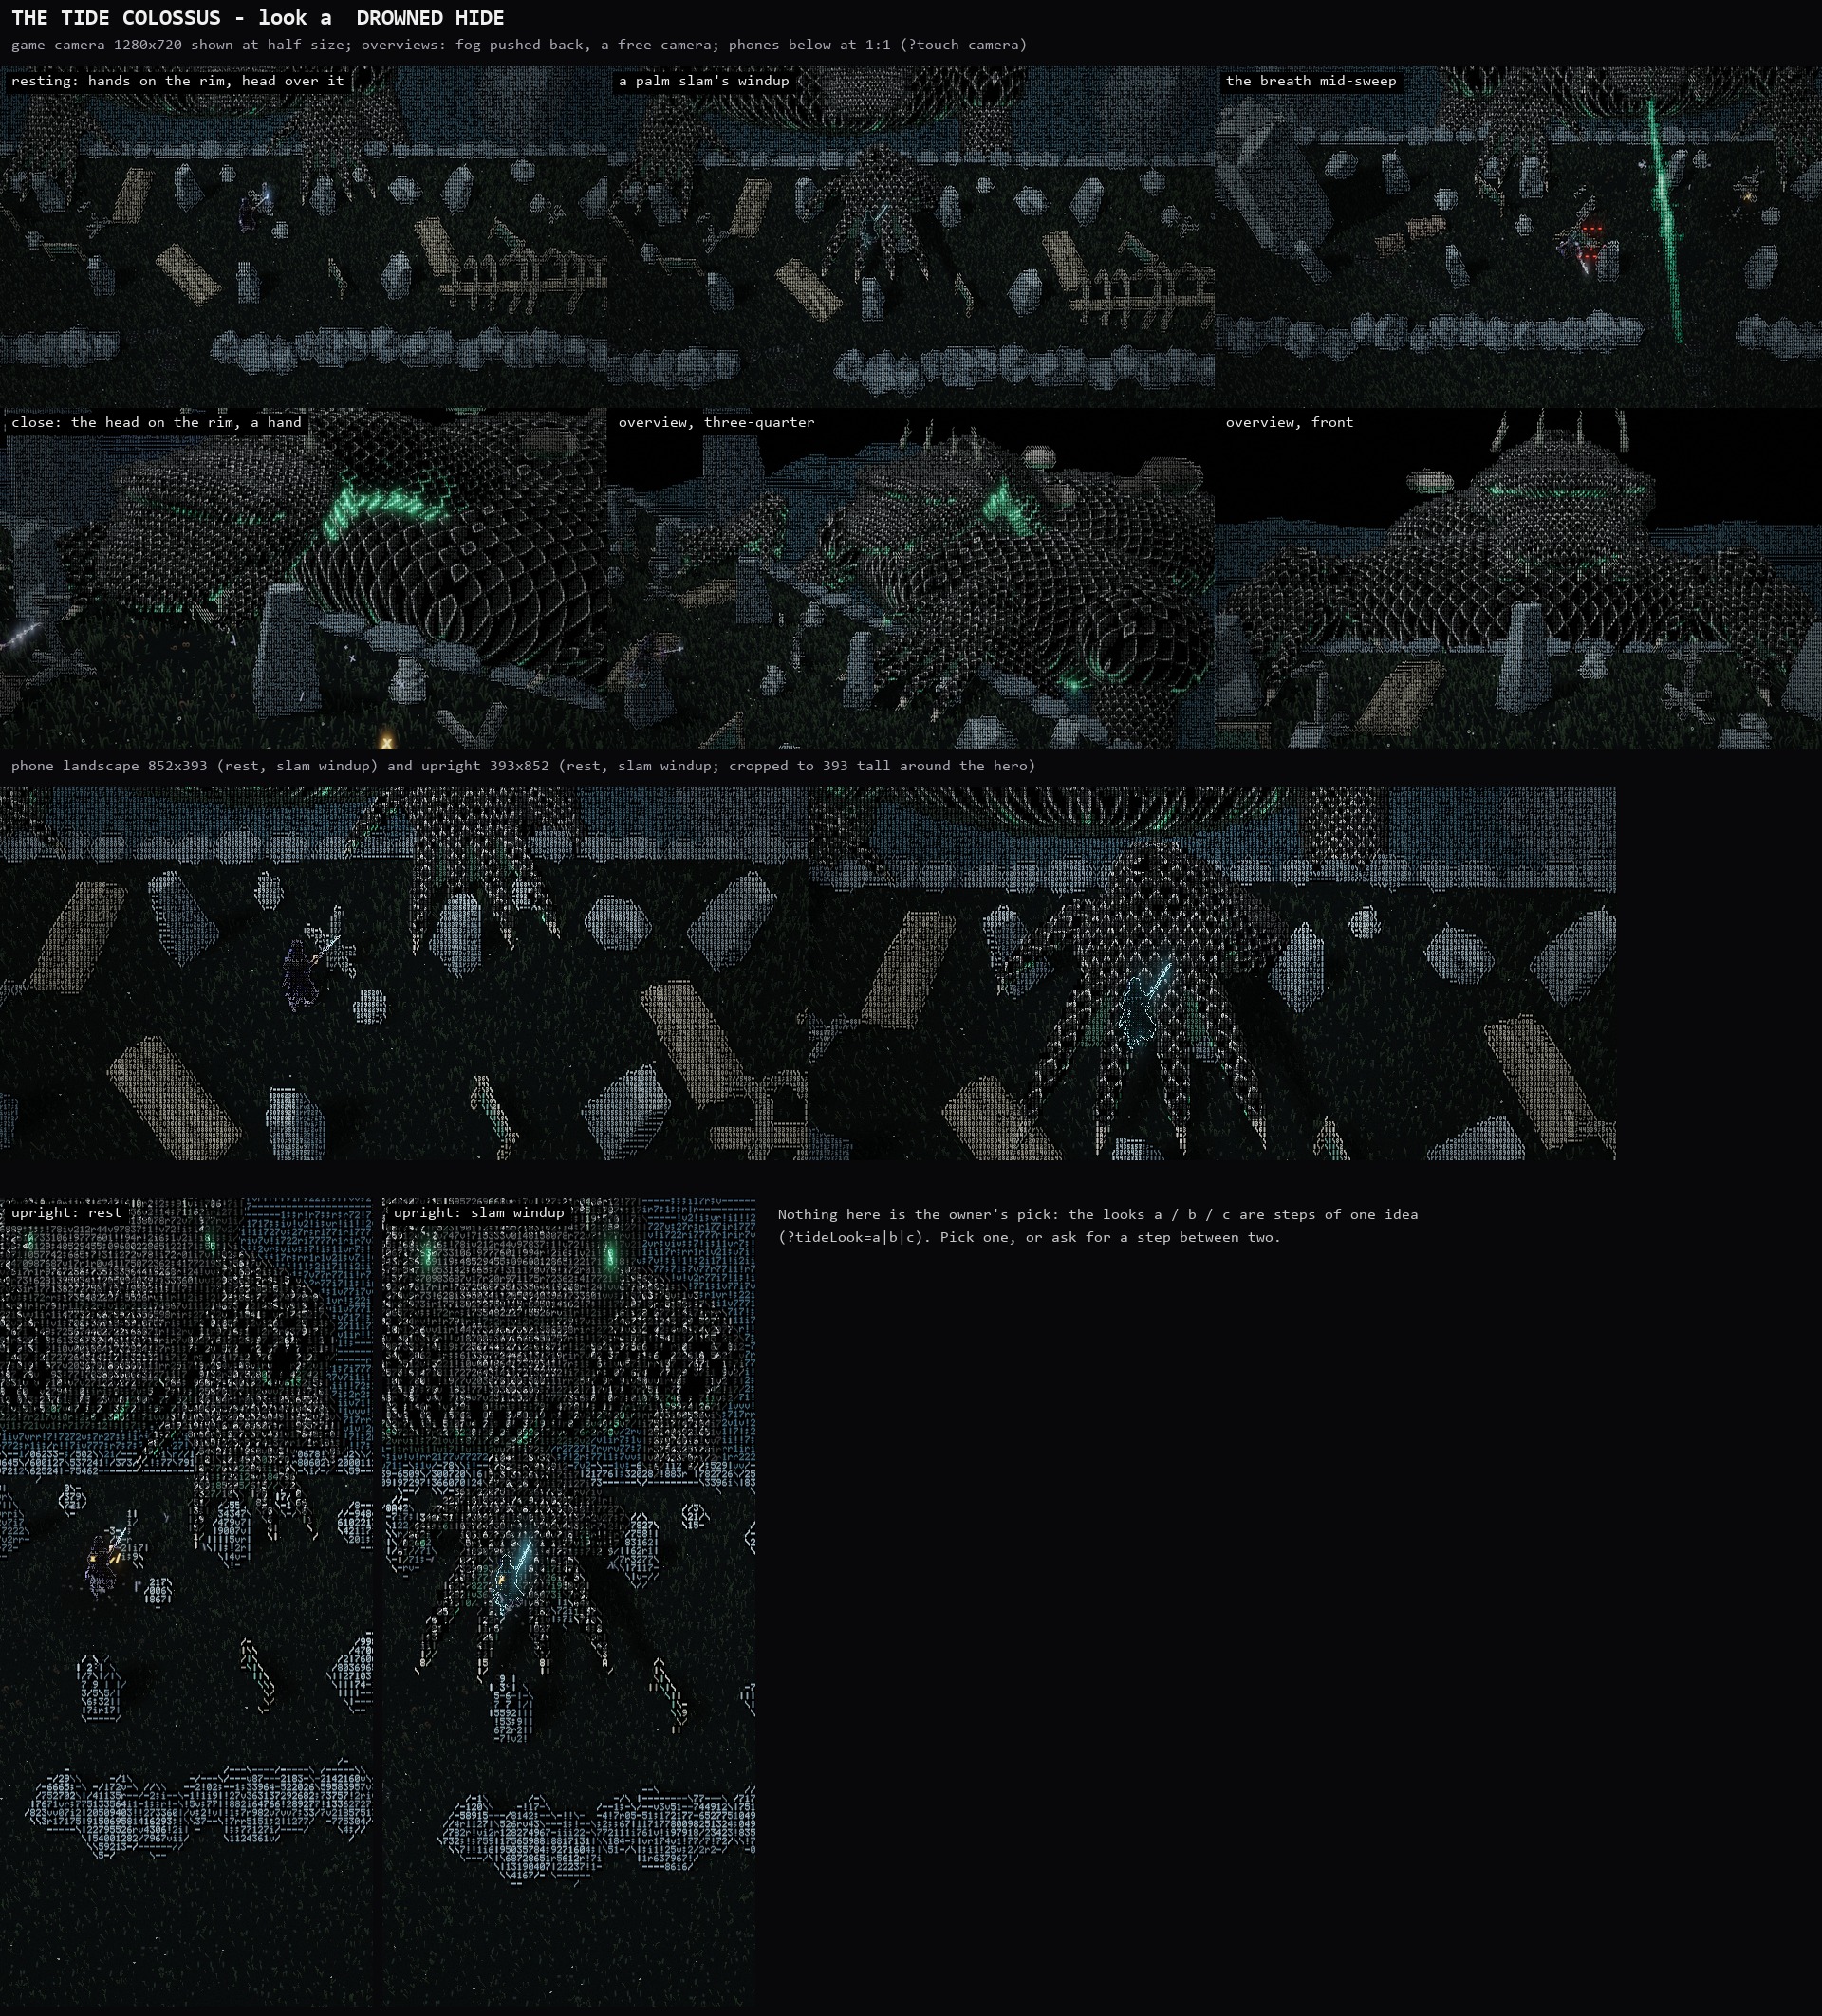 THE TIDE COLOSSUS - look a  DROWNED HIDE
game camera 1280x720 shown at half size; overviews: fog pushed back, a free camera; phones below at 1:1 (?touch camera)
resting: hands on the rim, head over it
a palm slam's windup
the breath mid-sweep
close: the head on the rim, a hand
overview, three-quarter
overview, front
phone landscape 852x393 (rest, slam windup) and upright 393x852 (rest, slam windup; cropped to 393 tall around the hero)
upright: rest
upright: slam windup
Nothing here is the owner's pick: the looks a / b / c are steps of one idea
(?tideLook=a|b|c). Pick one, or ask for a step between two.